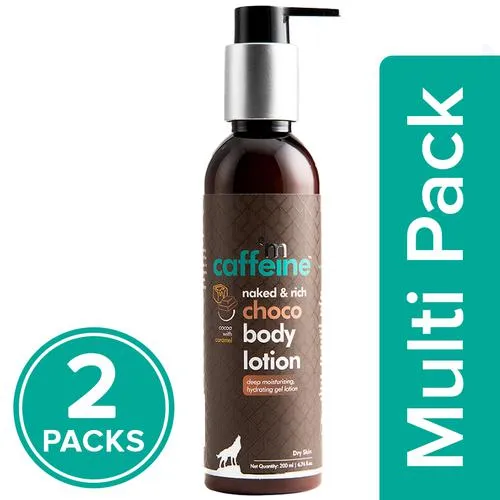 'm
caffeine™
naked & rich
choco
body
lotion
cocoa
with
caramel
deep moisturising,
hydrating gel lotion
Dry Skin
Net Quantity: 200 ml | 6.76 fl.oz.
2
PACKS
Multi Pack